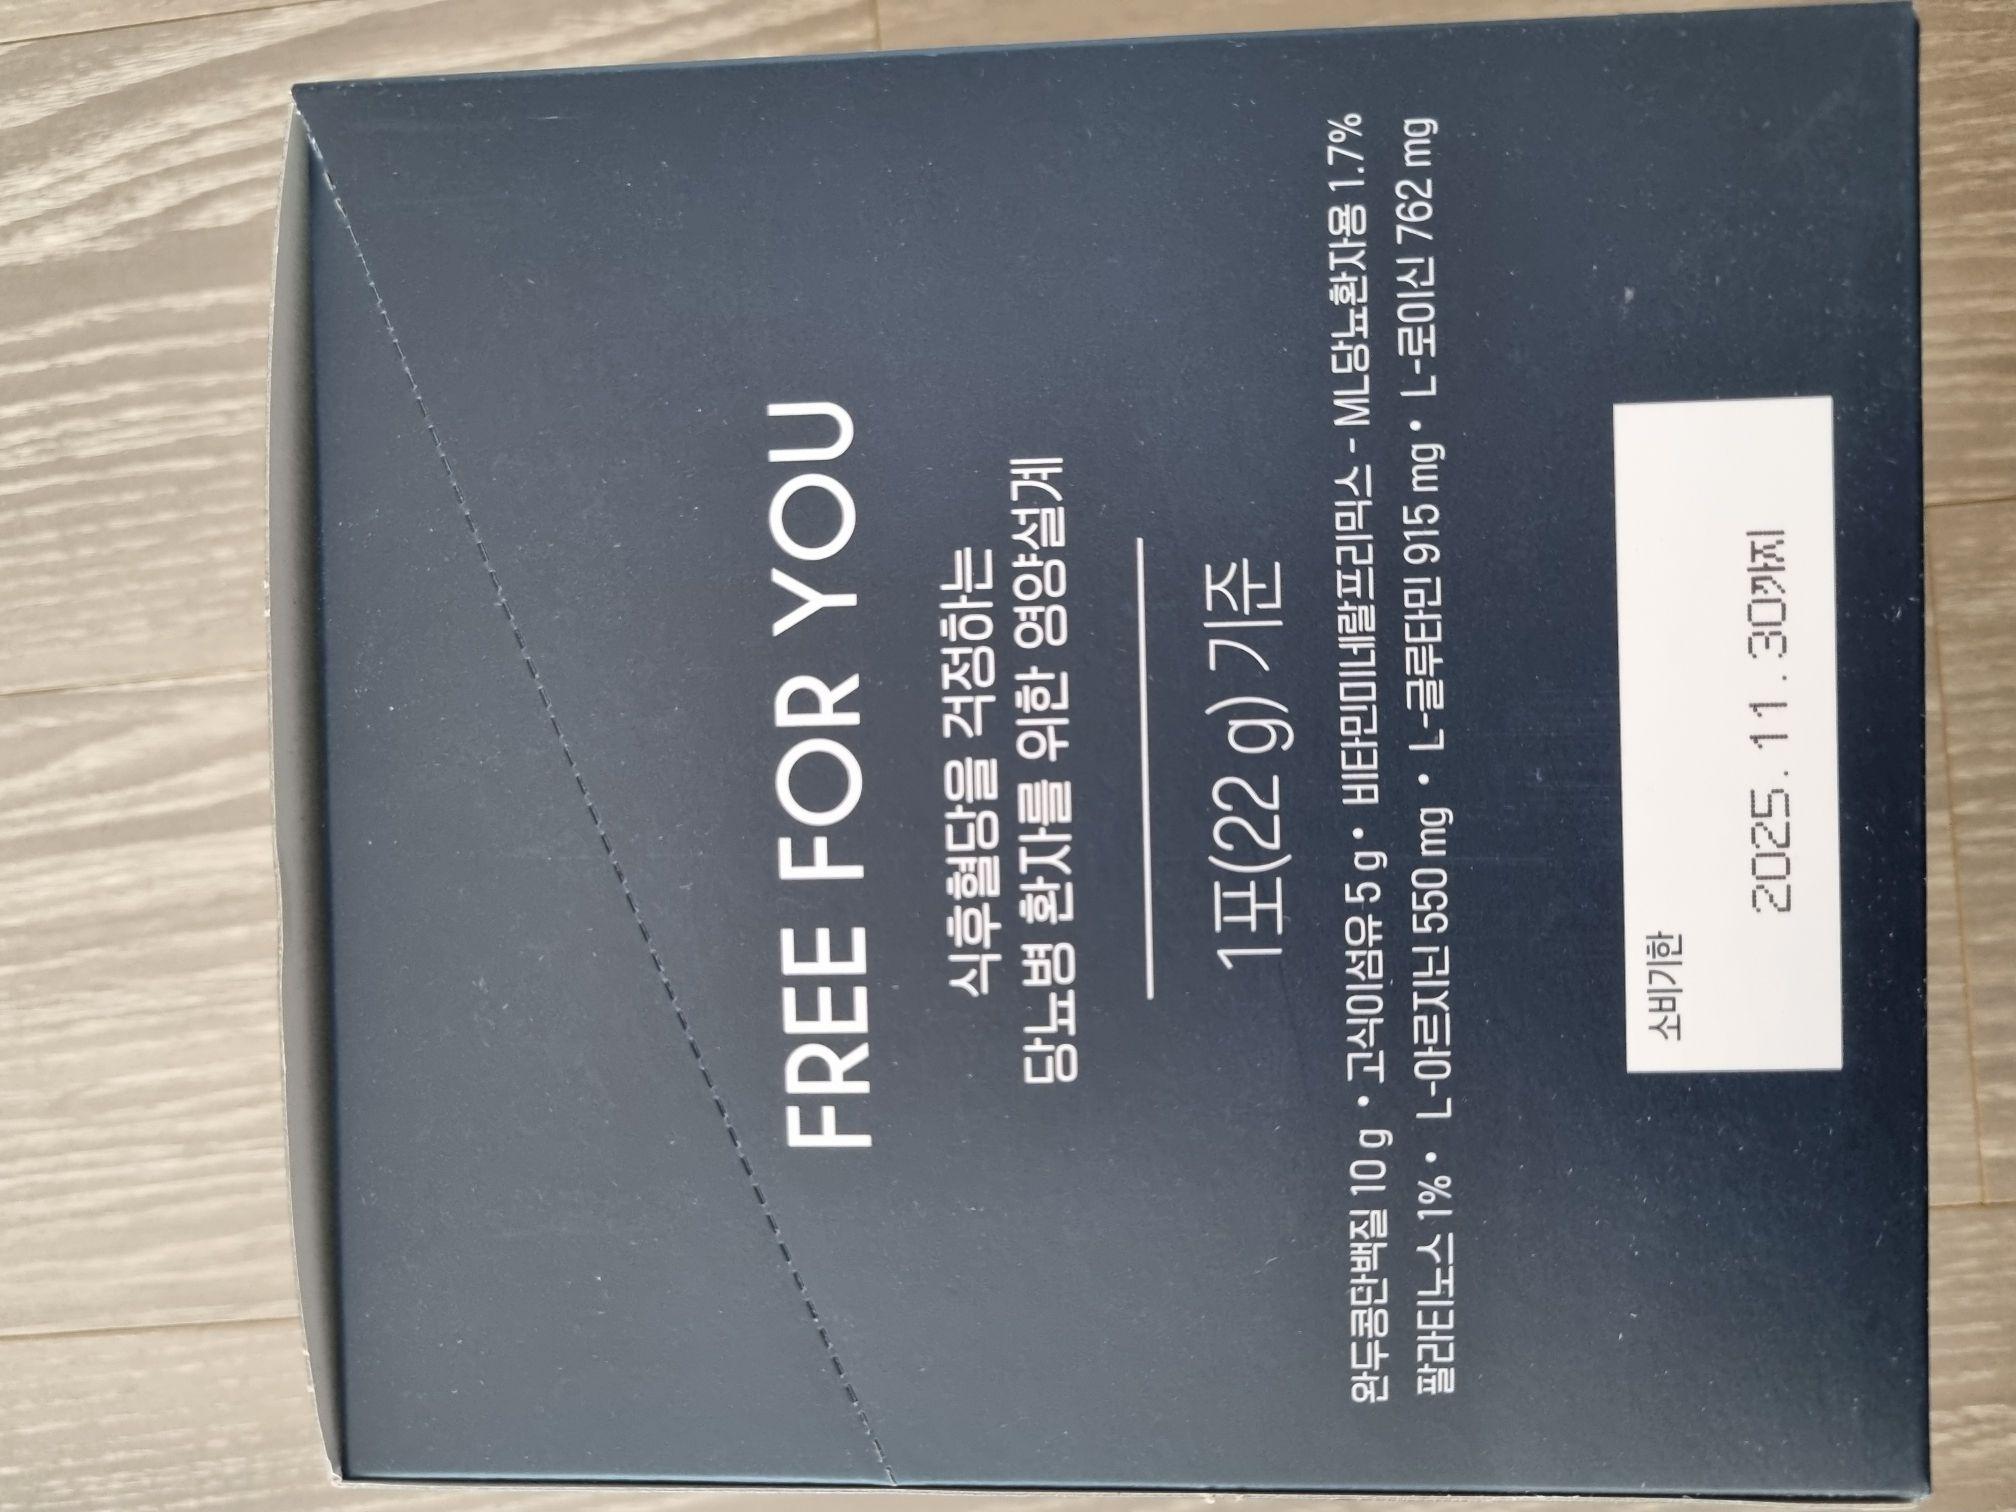 FREE FOR YOU
식후혈당을 걱정하는
당뇨병 환자를 위한 영양설계
1포(22 g) 기준
완두콩단백질 10 g • 고식이섬유 5 g • 비타민미네랄프리믹스 - ML당뇨환자용 1.7%
팔라티노스 1% • L-아르지닌 550 mg • L-글루타민 915 mg • L-로이신 762 mg
소비기한
2025. 11 .30까지